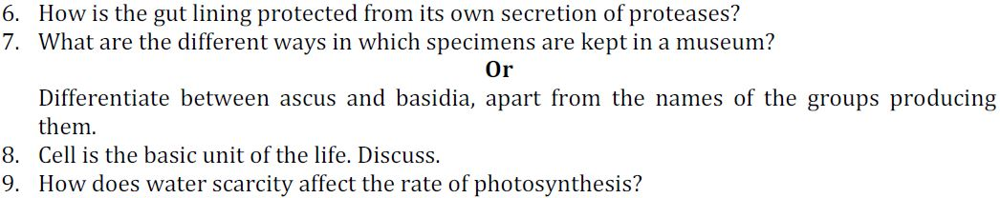 6. How is the gut lining protected from its own secretion of proteases?
7. What are the different ways in which specimens are kept in a museum?
Or
Differentiate between ascus and basidia, apart from the names of the groups producing
them.
8. Cell is the basic unit of the life. Discuss.
9. How does water scarcity affect the rate of photosynthesis?